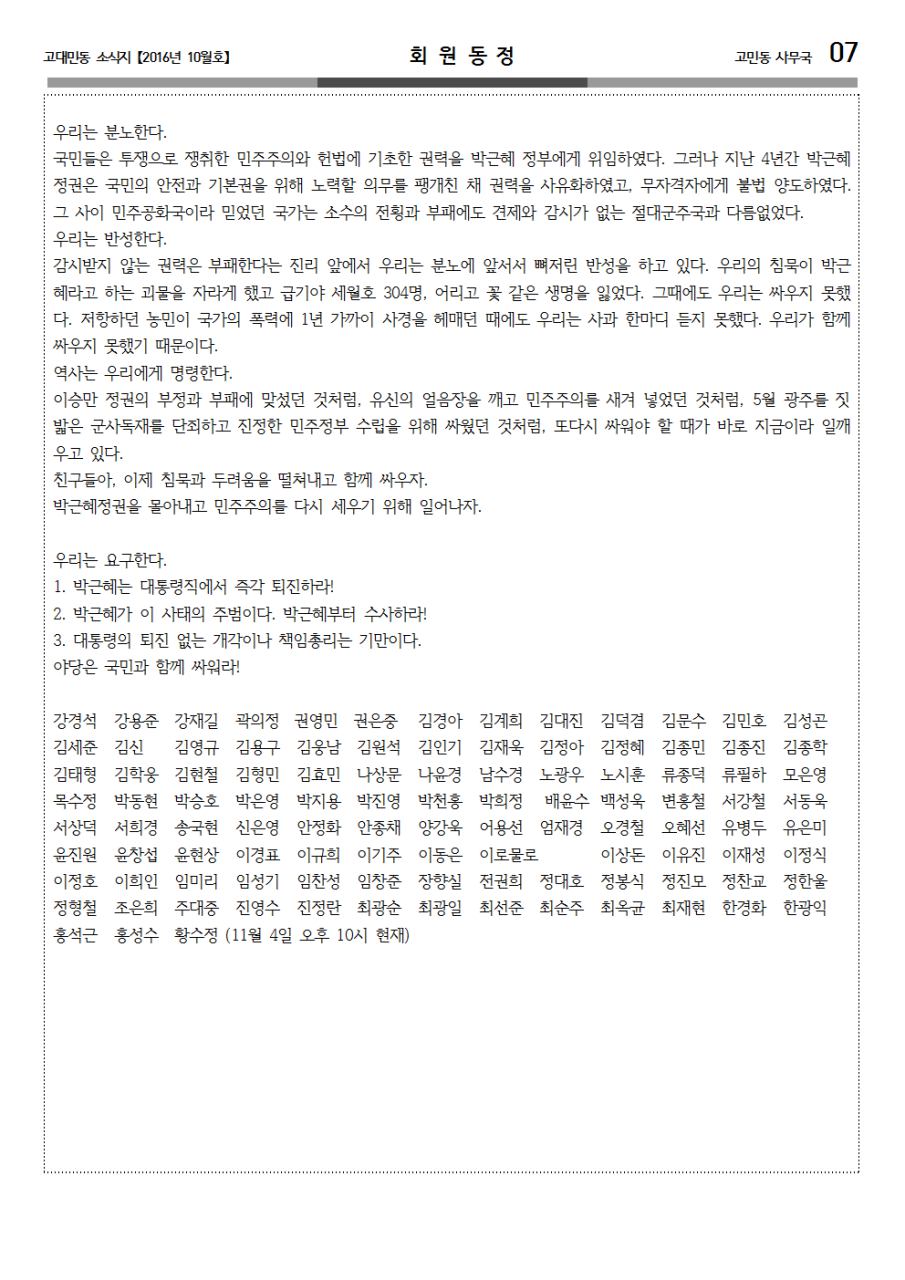 고대민동 소식지【2016년 10월호】
회 원 동 정
고민동 사무국 07
우리는 분노한다.
국민들은 투쟁으로 쟁취한 민주주의와 헌법에 기초한 권력을 박근혜 정부에게 위임하였다. 그러나 지난 4년간 박근혜
정권은 국민의 안전과 기본권을 위해 노력할 의무를 팽개친 채 권력을 사유화하였고, 무자격자에게 불법 양도하였다.
그 사이 민주공화국이라 믿었던 국가는 소수의 전횡과 부패에도 견제와 감시가 없는 절대군주국과 다름없었다.
우리는 반성한다.
감시받지 않는 권력은 부패한다는 진리 앞에서 우리는 분노에 앞서서 뼈저린 반성을 하고 있다. 우리의 침묵이 박근
혜라고 하는 괴물을 자라게 했고 급기야 세월호 304명, 어리고 꽃 같은 생명을 잃었다. 그때에도 우리는 싸우지 못했
다. 저항하던 농민이 국가의 폭력에 1년 가까이 사경을 헤매던 때에도 우리는 사과 한마디 듣지 못했다. 우리가 함께
싸우지 못했기 때문이다.
역사는 우리에게 명령한다.
이승만 정권의 부정과 부패에 맞섰던 것처럼, 유신의 얼음장을 깨고 민주주의를 새겨 넣었던 것처럼, 5월 광주를 짓
밟은 군사독재를 단죄하고 진정한 민주정부 수립을 위해 싸웠던 것처럼, 또다시 싸워야 할 때가 바로 지금이라 일깨
우고 있다.
친구들아, 이제 침묵과 두려움을 떨쳐내고 함께 싸우자.
박근혜정권을 몰아내고 민주주의를 다시 세우기 위해 일어나자.
우리는 요구한다.
1. 박근혜는 대통령직에서 즉각 퇴진하라!
2. 박근혜가 이 사태의 주범이다. 박근혜부터 수사하라!
3. 대통령의 퇴진 없는 개각이나 책임총리는 기만이다.
야당은 국민과 함께 싸워라!
강경석 강용준 강재길 곽의정 권영민 권은중 김경아 김계희 김대진 김덕겸 김문수 김민호 김성곤
김세준 김신 김영규 김용구 김웅남 김원석 김인기 김재욱 김정아 김정혜 김종민 김종진 김종학
김태형 김학웅 김현철 김형민 김효민 나상문 나윤경 남수경 노광우 노시훈 류종덕 류필하 모은영
목수정 박동현 박승호 박은영 박지용 박진영 박천홍 박희정 배윤수 백성욱 변홍철 서강철 서동욱
서상덕 서희경 송국현 신은영 안정화 안종채 양강욱 어용선 엄재경 오경철 오혜선 유병두 유은미
윤진원 윤창섭 윤현상 이경표 이규희 이기주 이동은 이로물로 이상돈 이유진 이재성 이정식
이정호 이희인 임미리 임성기 임찬성 임창준 장향실 전권희 정대호 정봉식 정진모 정찬교 정한울
정형철 조은희 주대중 진영수 진정란 최광순 최광일 최선준 최순주 최옥균 최재현 한경화 한광익
홍석근 홍성수 황수정 (11월 4일 오후 10시 현재)